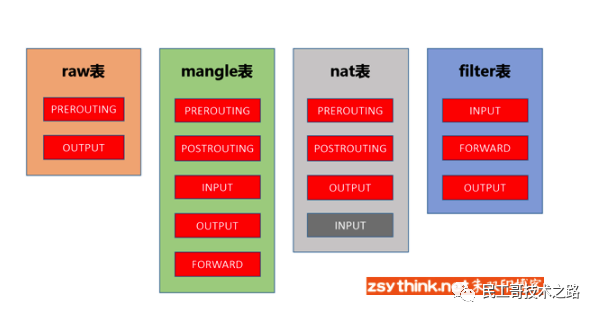 raw表
PREROUTING
OUTPUT
mangle表
PREROUTING
POSTROUTING
INPUT
OUTPUT
FORWARD
nat表
PREROUTING
POSTROUTING
OUTPUT
INPUT
filter表
INPUT
FORWARD
OUTPUT
zsythink.net
民工哥技术之路